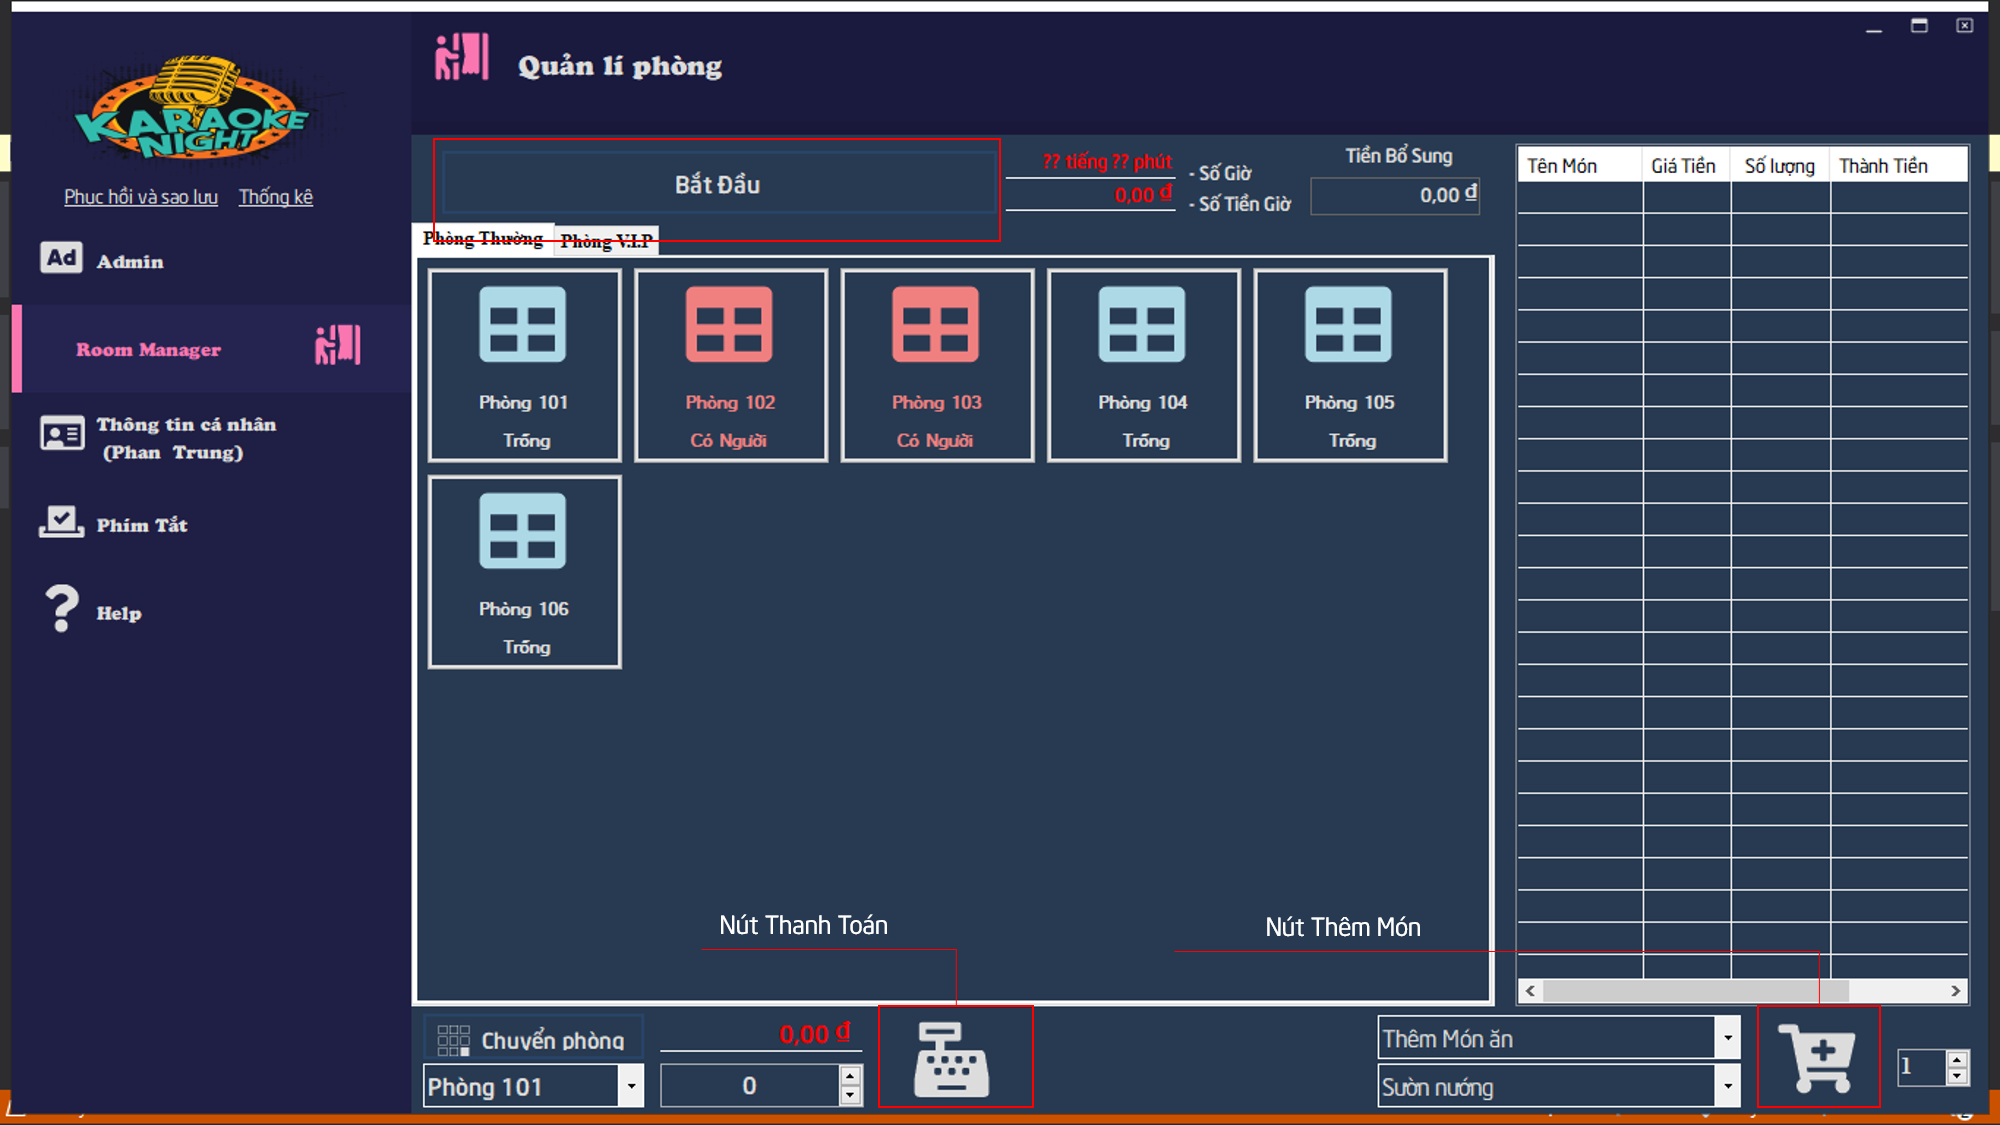 KARAOKE
NIGHT
Phục hồi và sao lưu Thống kê
Ad Admin
Room Manager
Thông tin cá nhân
(Phan Trung)
Phím Tắt
? Help
Quản lí phòng
Bắt Đầu
?? tiếng ?? phút
- Số Giờ
0,00 ₫
- Số Tiền Giờ
Tiền Bổ Sung
0,00 ₫
Phòng Thường Phòng V.I.P
Phòng 101
Trống
Phòng 102
Có Người
Phòng 103
Có Người
Phòng 104
Trống
Phòng 105
Trống
Phòng 106
Trống
Nút Thanh Toán
Nút Thêm Món
Tên Món Giá Tiền Số lượng Thành Tiền
Chuyển phòng
Phòng 101
0,00 ₫
0
Thêm Món ăn
Sườn nướng
1